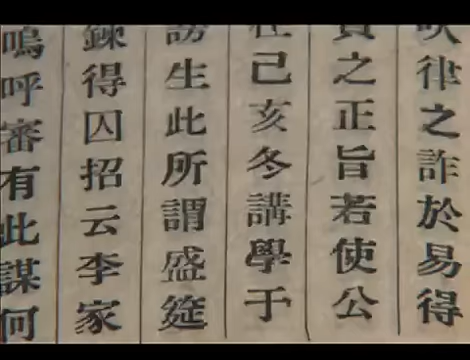 律之詐於易得
之正旨若使公
己亥冬講學于
生此所謂盛筵
得囚招云李家
嗚呼審有此謀何